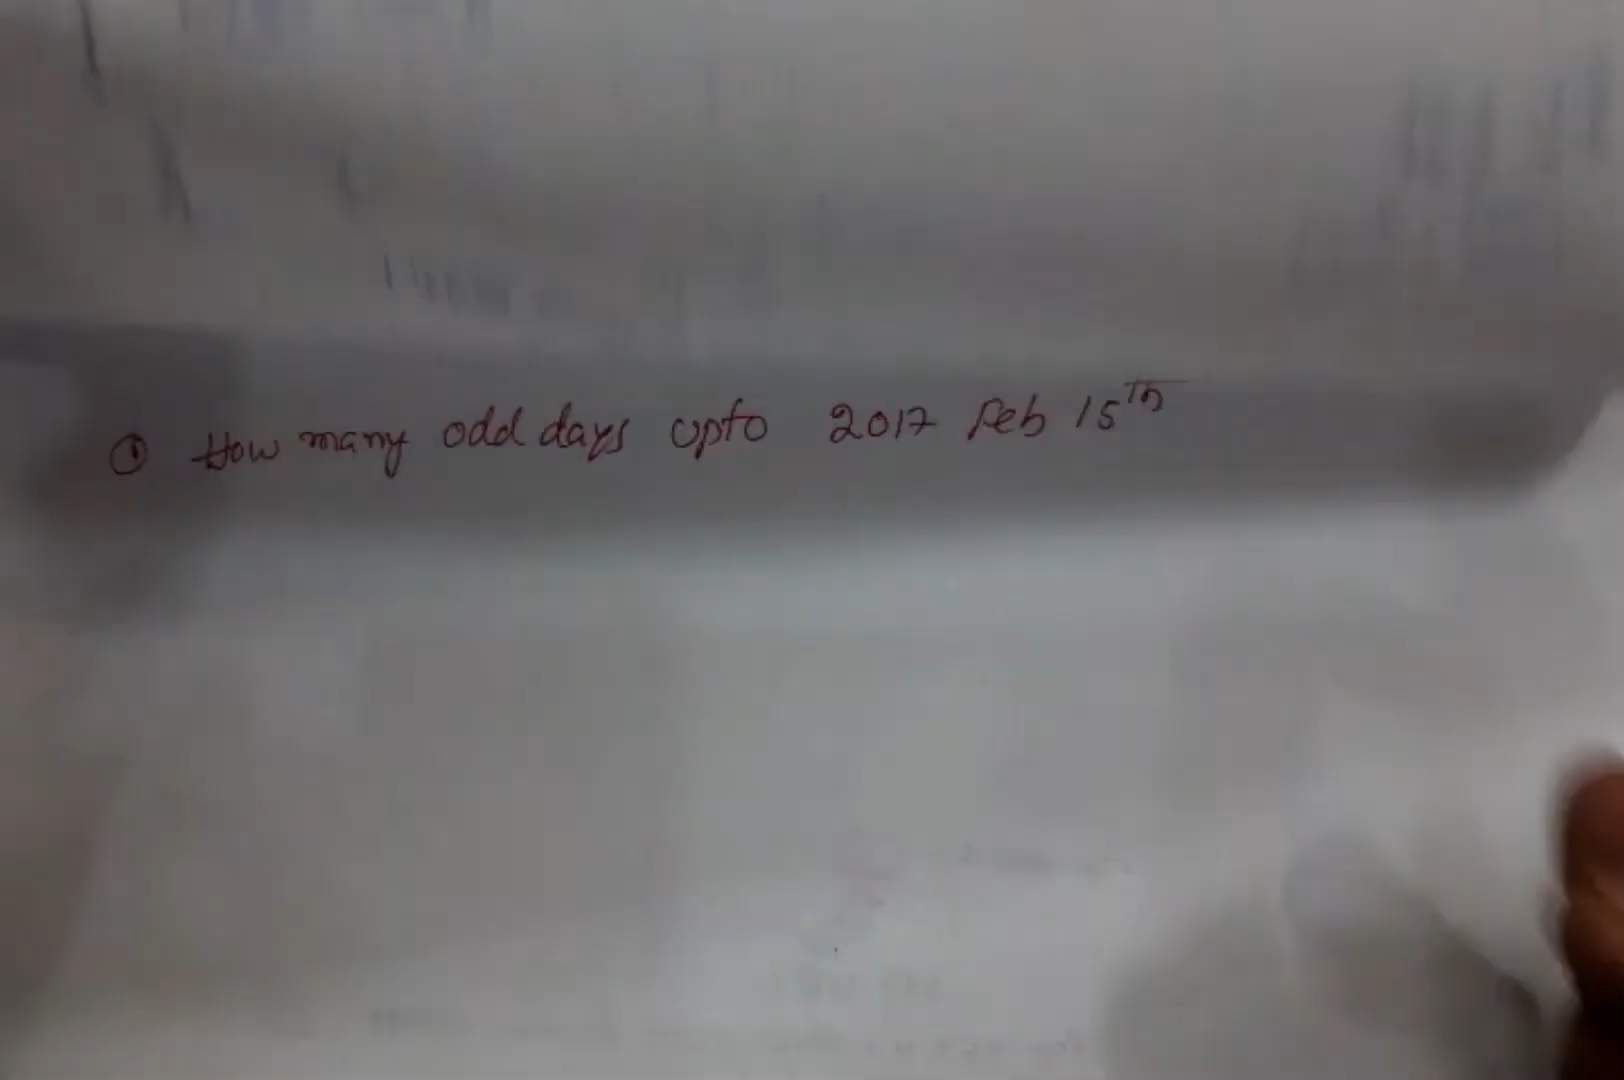 ① How many odd days upto 2017 Feb 15th